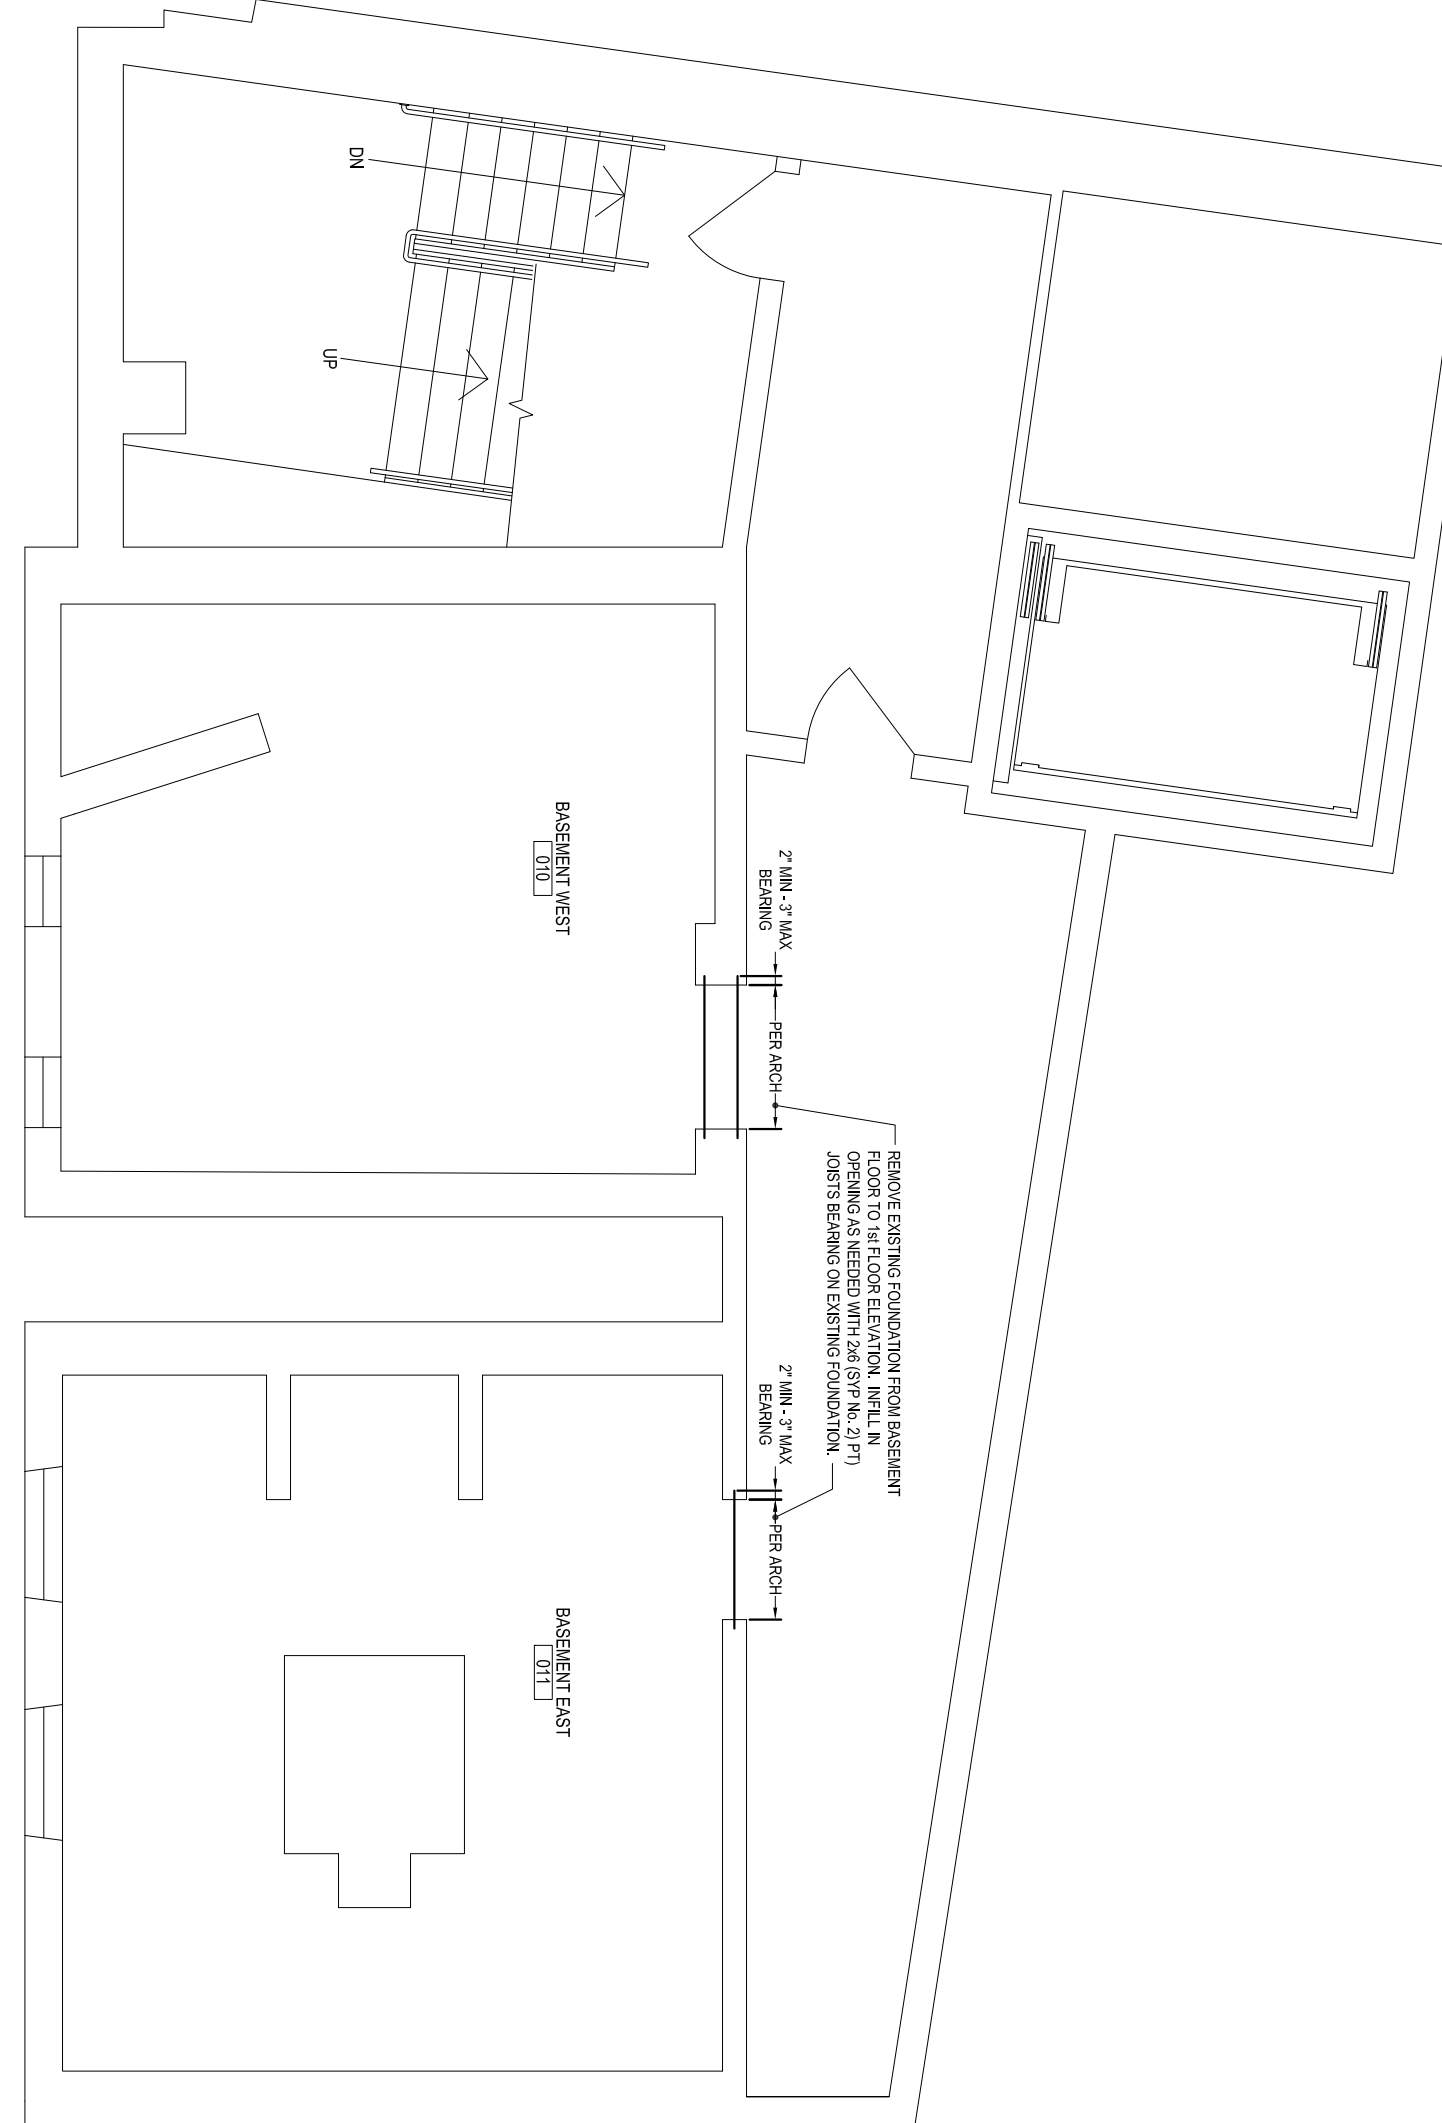 DN
UP
BASEMENT WEST
010
2" MIN - 3" MAX
BEARING
PER ARCH
REMOVE EXISTING FOUNDATION FROM BASEMENT
FLOOR TO 1st FLOOR ELEVATION. INFILL IN
OPENING AS NEEDED WITH 2x6 (SYP No. 2) PT)
JOISTS BEARING ON EXISTING FOUNDATION.
2" MIN - 3" MAX
BEARING
PER ARCH
BASEMENT EAST
011